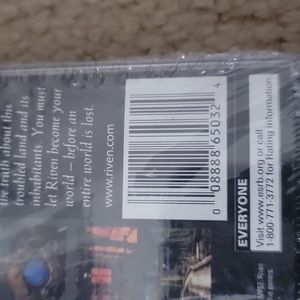 the truth about this
troubled land and its
inhabitants. You must
let Riven become your
world – before an
entire world is lost.
www.riven.com
0 08888 65032 4
EVERYONE
Visit www.esrb.org or call
1-800-771-3772 for Rating information.